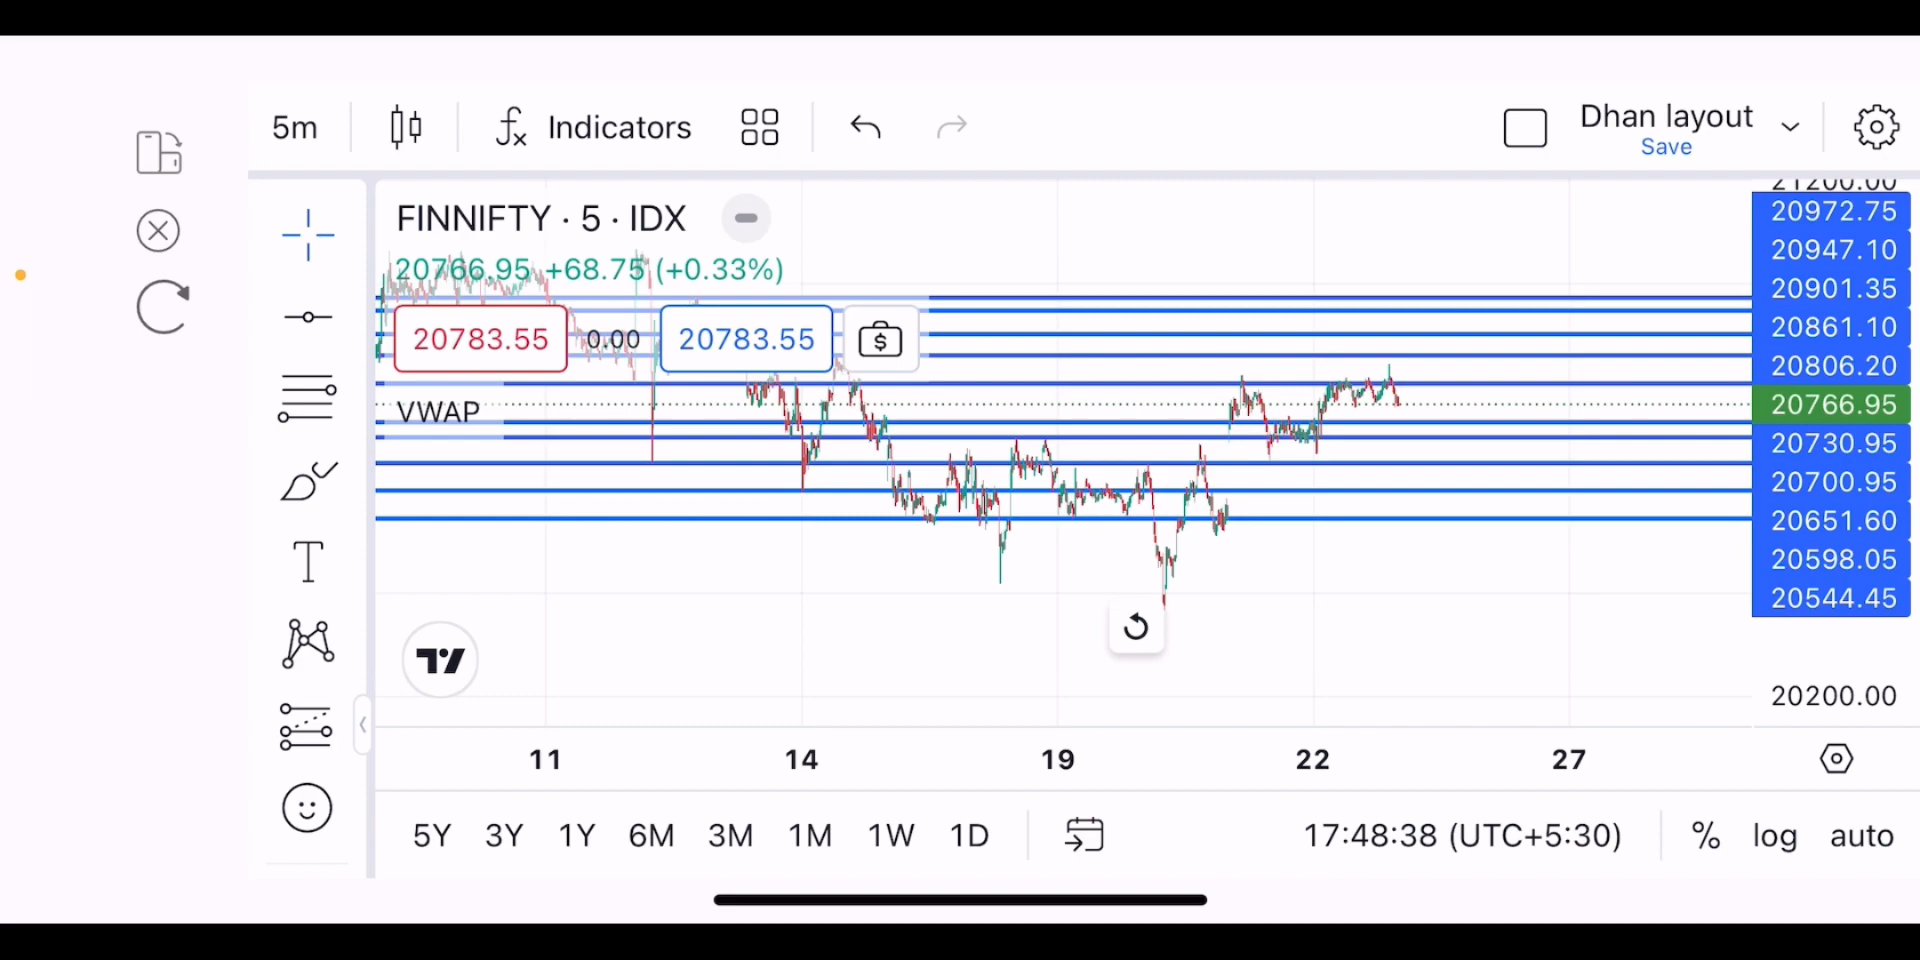 5m
Indicators
Dhan layout
Save
FINNIFTY · 5 · IDX
20766.95 +68.75 (+0.33%)
20783.55
0.00
20783.55
VWAP
21200.00
20972.75
20947.10
20901.35
20861.10
20806.20
20766.95
20730.95
20700.95
20651.60
20598.05
20544.45
20200.00
11 14 19 22 27
5Y 3Y 1Y 6M 3M 1M 1W 1D
17:48:38 (UTC+5:30)
% log auto